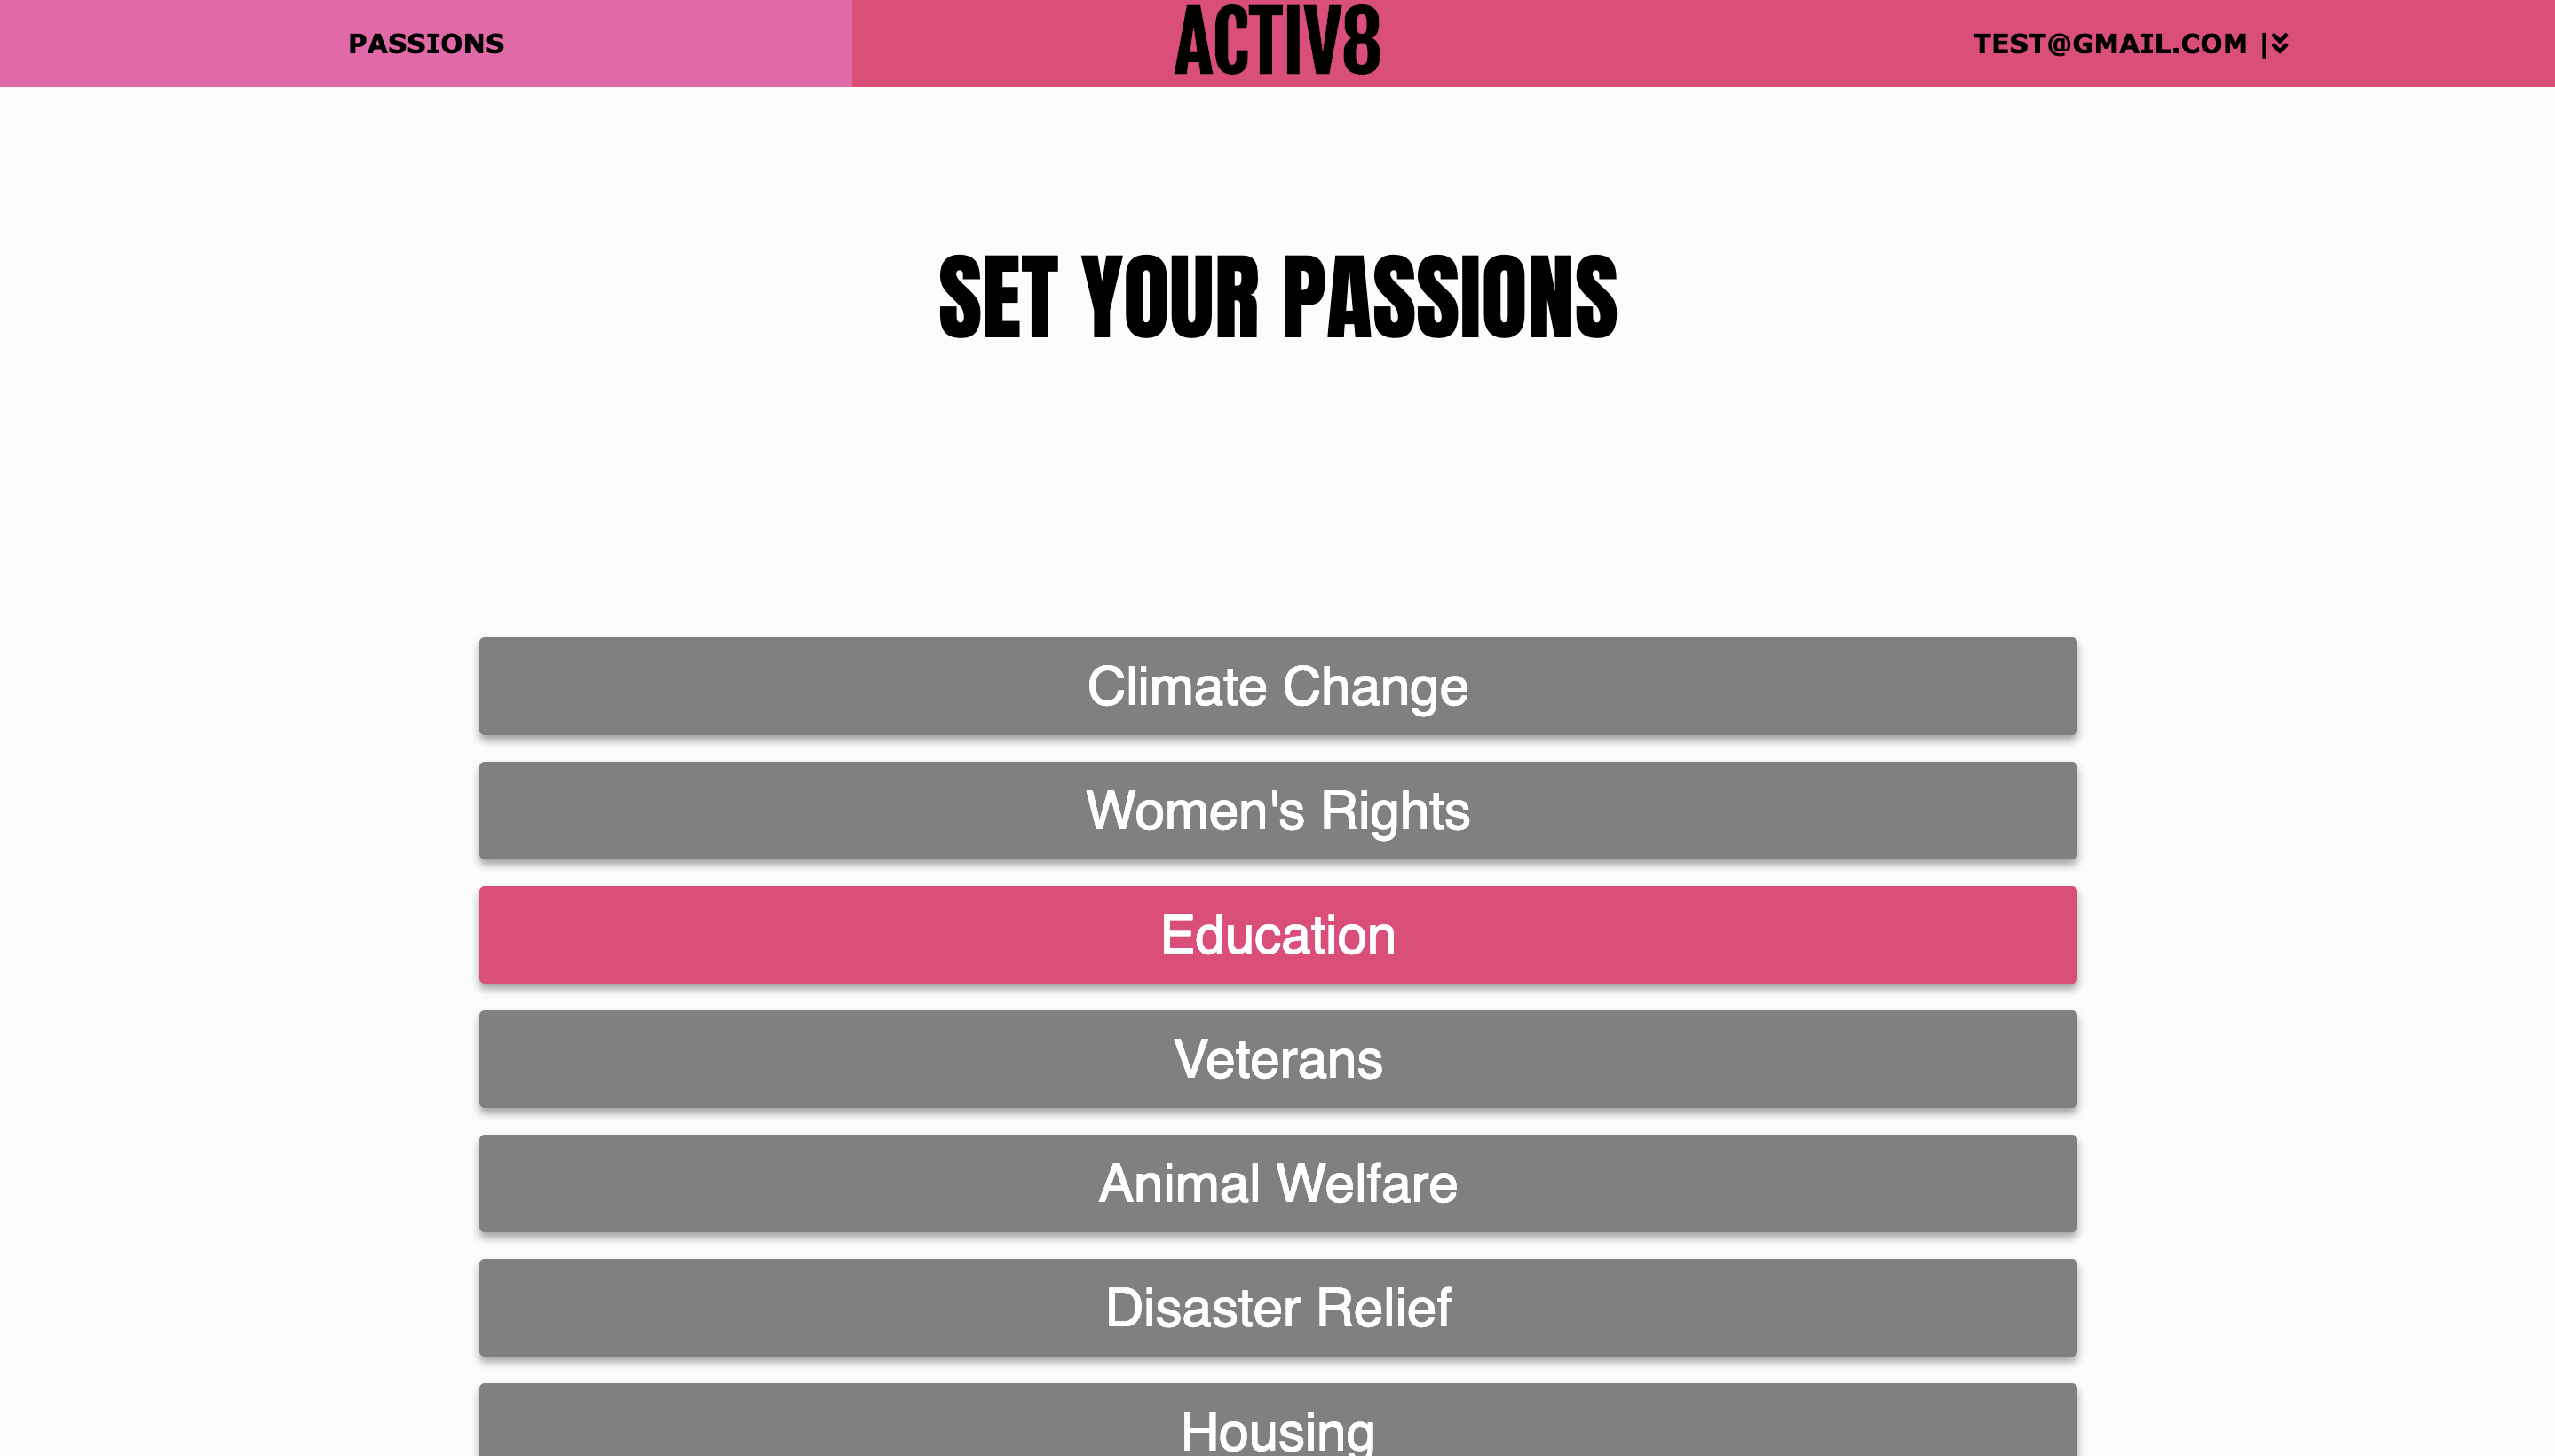 PASSIONS
ACTIV8
TEST@GMAIL.COM |
SET YOUR PASSIONS
Climate Change
Women's Rights
Education
Veterans
Animal Welfare
Disaster Relief
Housing